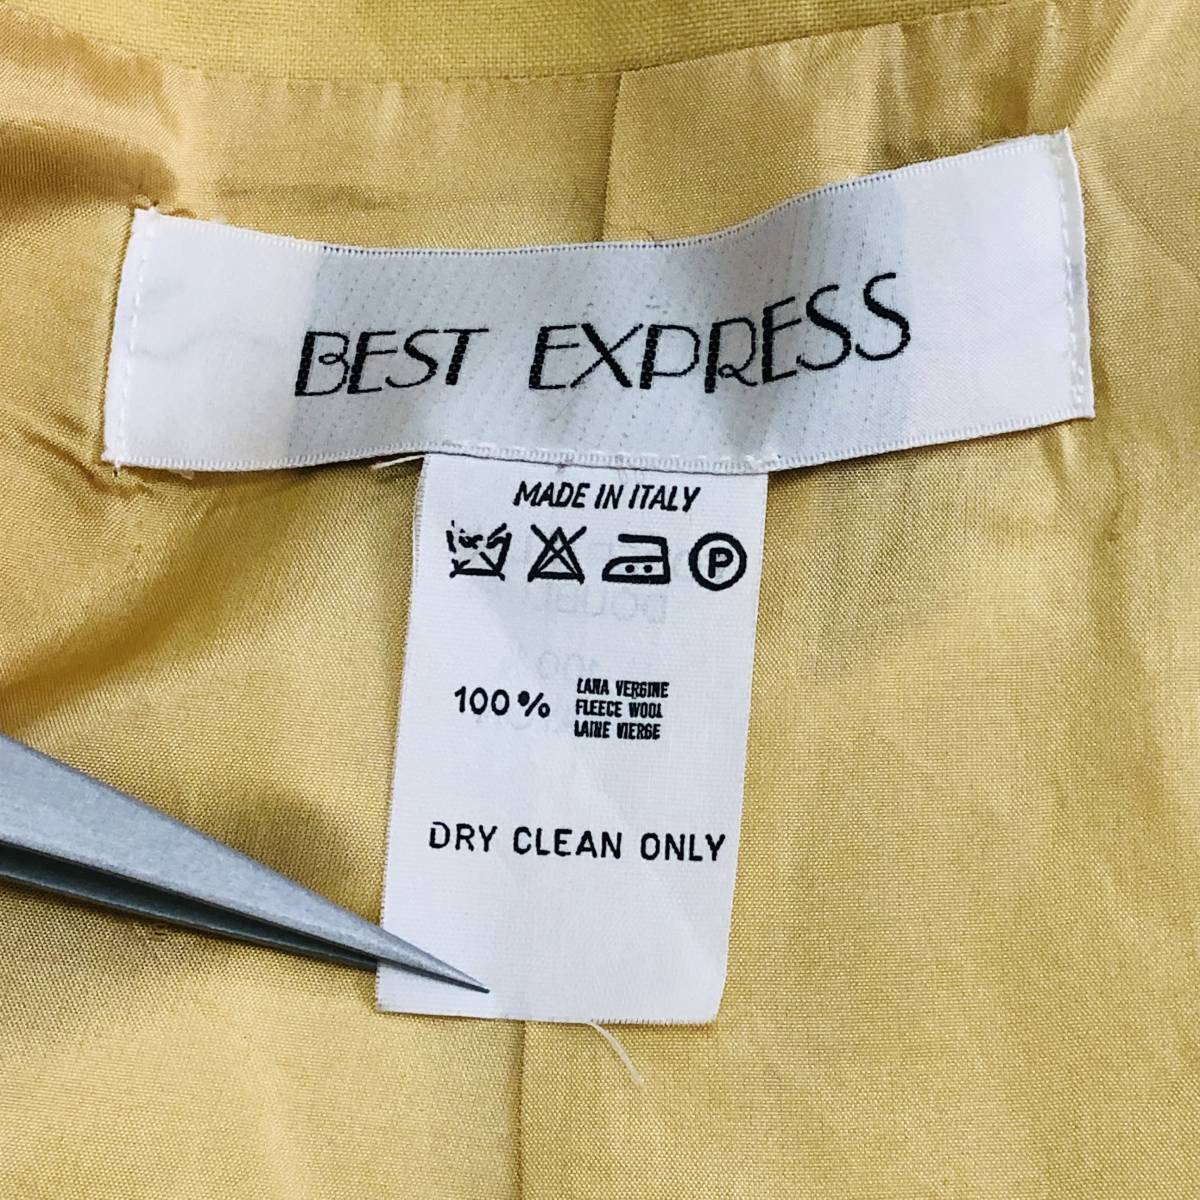 BEST EXPRESS
MADE IN ITALY
P
100% LANA VERGINE
FLEECE WOOL
LAINE VIERGE
DRY CLEAN ONLY